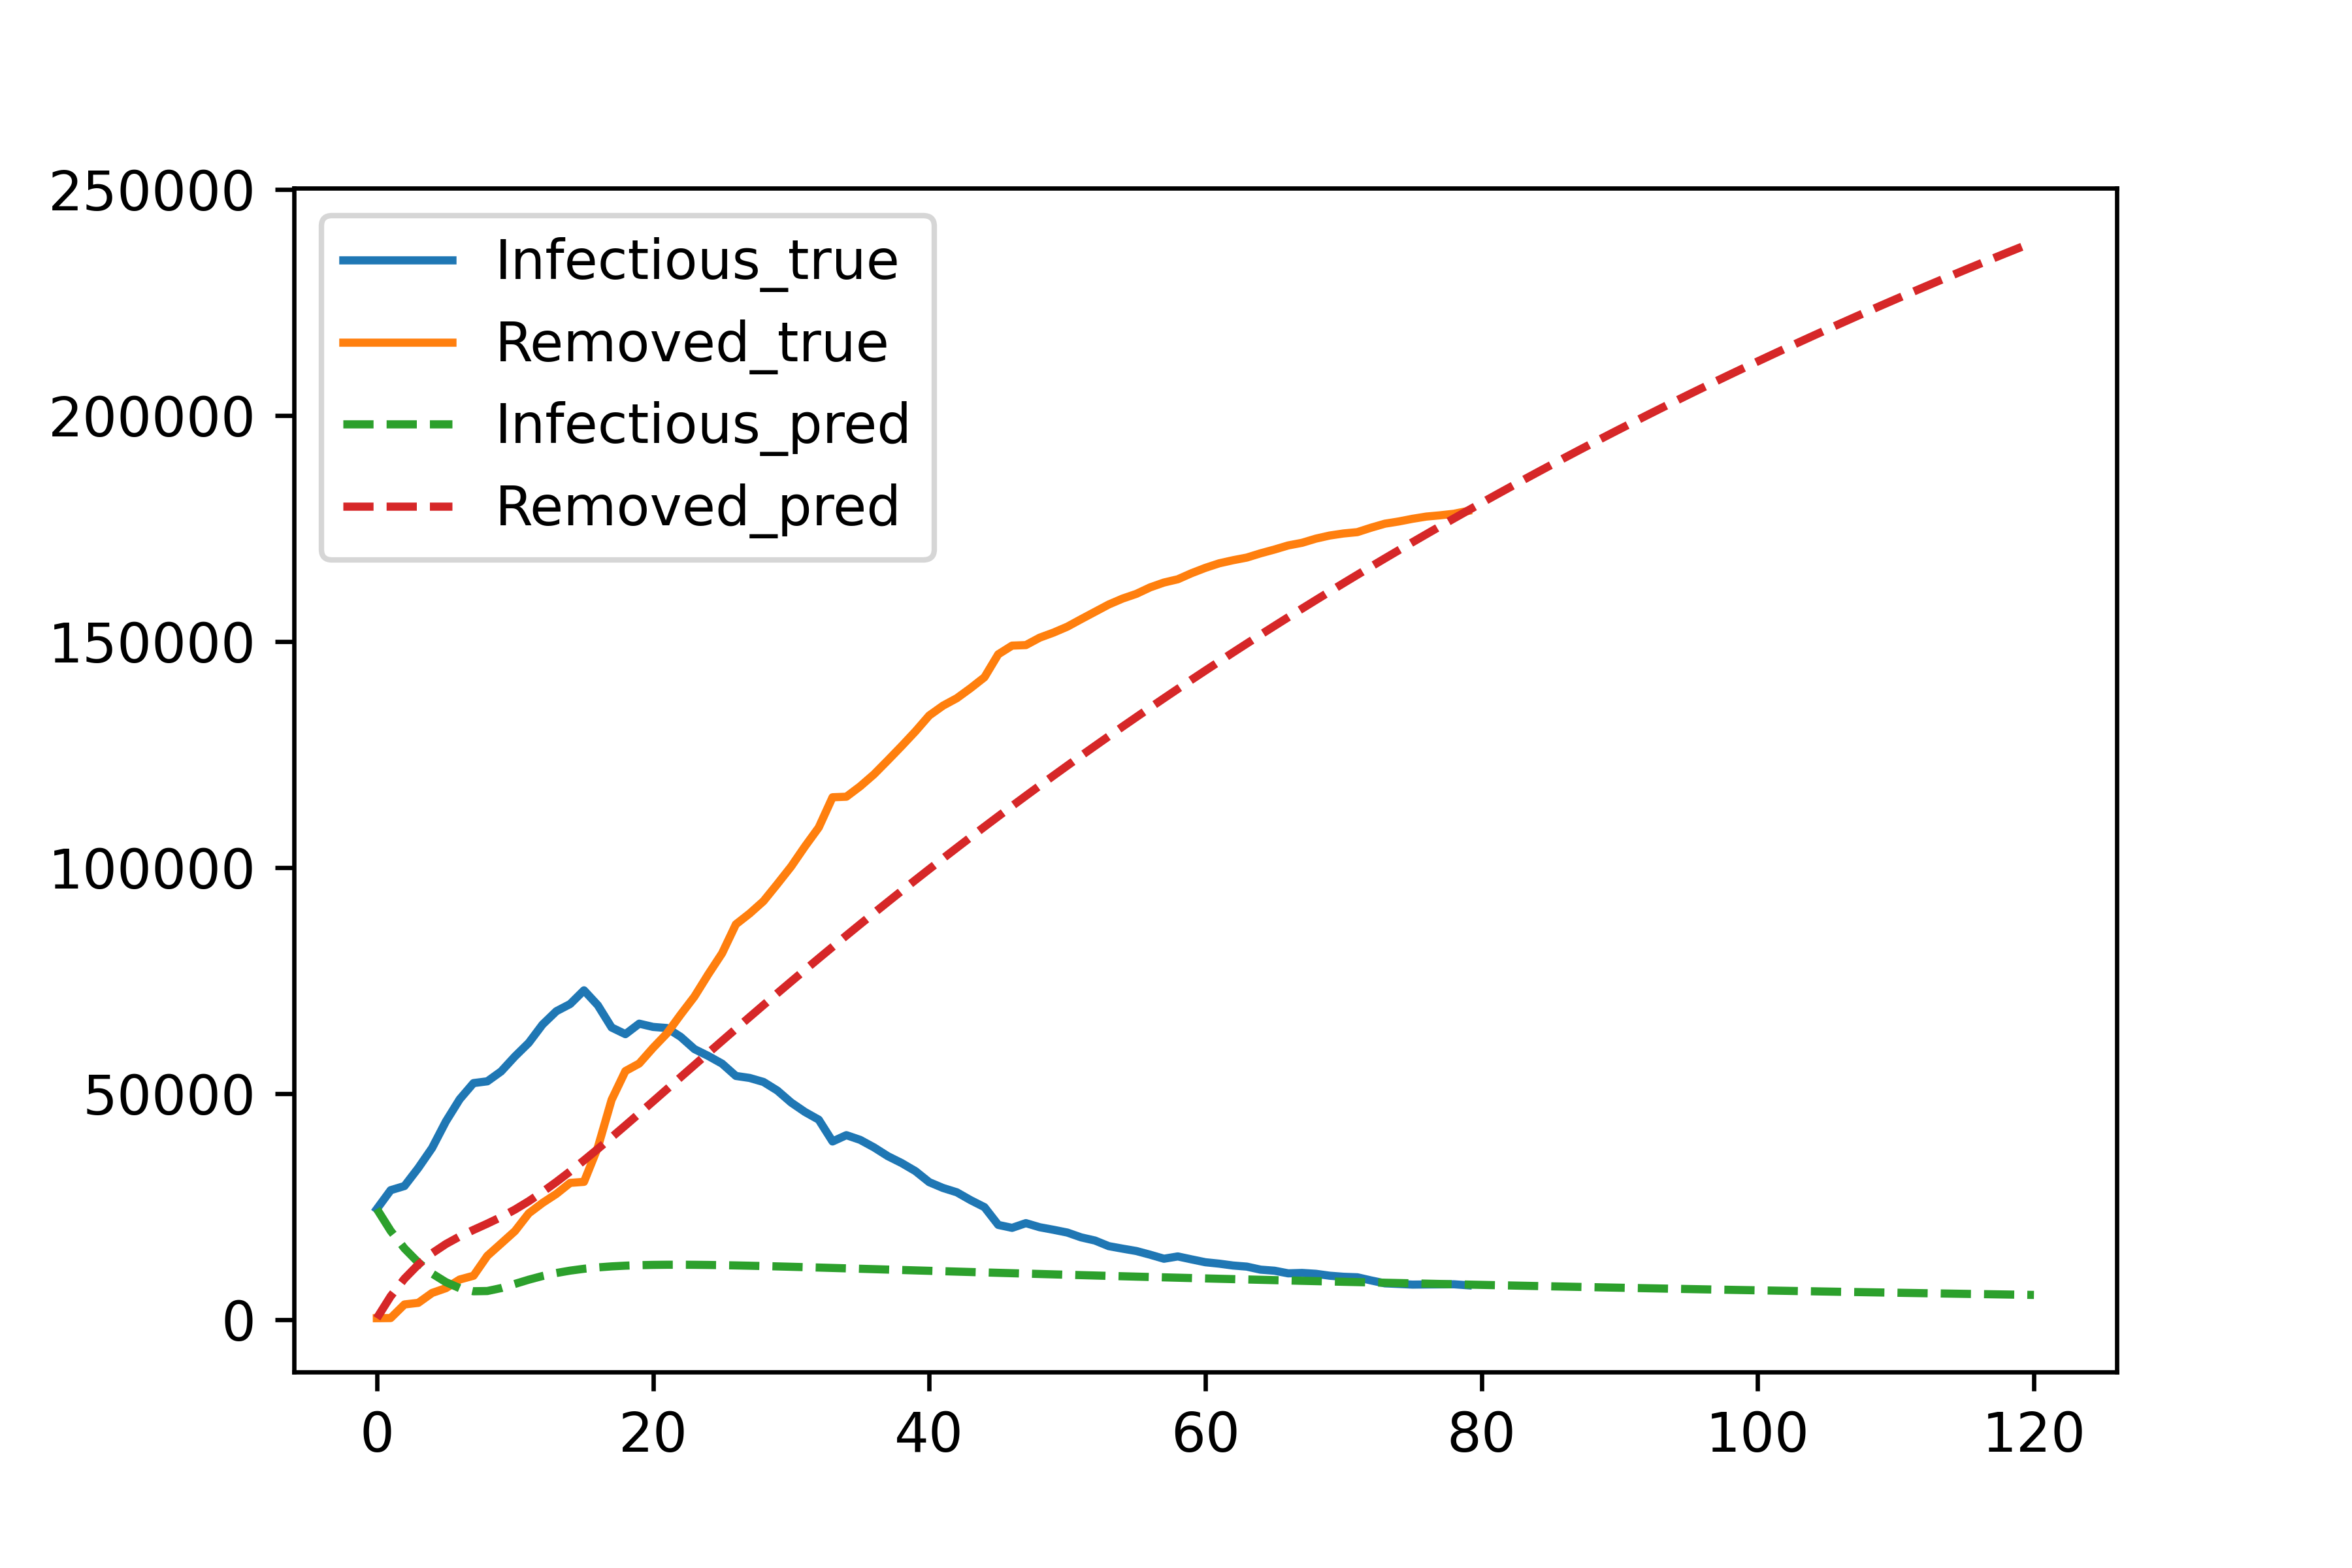 250000
200000
150000
100000
50000
0
Infectious_true
Removed_true
Infectious_pred
Removed_pred
0 20 40 60 80 100 120